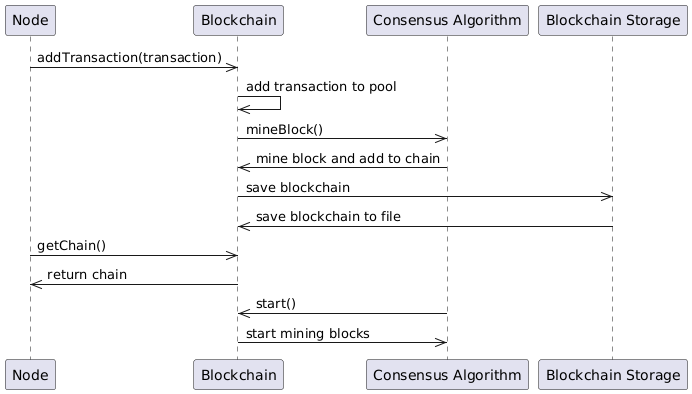 Node Blockchain Consensus Algorithm Blockchain Storage
addTransaction(transaction)
add transaction to pool
mineBlock()
mine block and add to chain
save blockchain
save blockchain to file
getChain()
return chain
start()
start mining blocks
Node Blockchain Consensus Algorithm Blockchain Storage